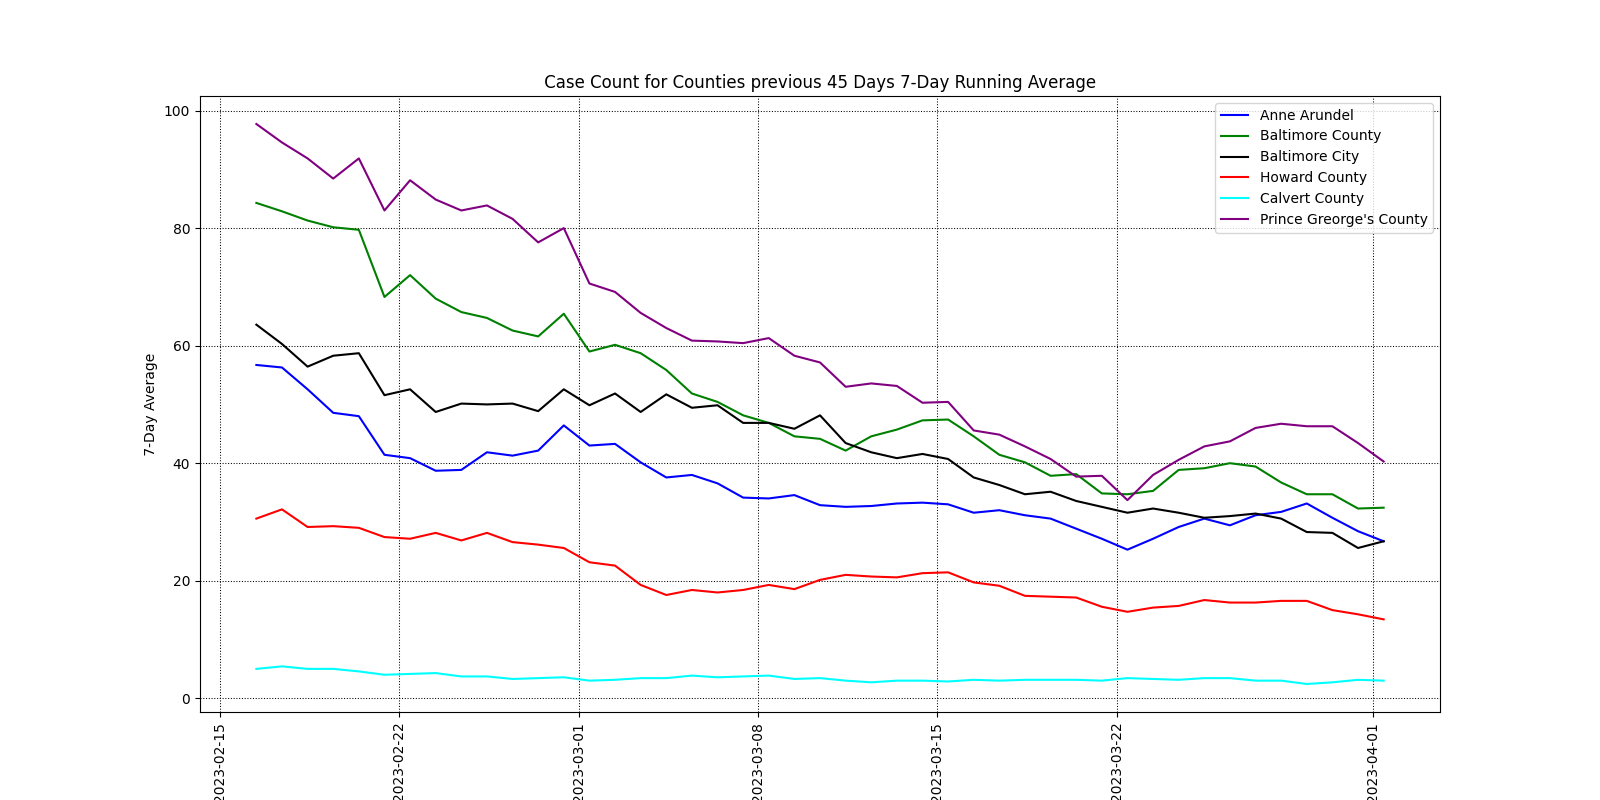 Case Count for Counties previous 45 Days 7-Day Running Average
100
80
60
40
20
0
7-Day Average
Anne Arundel
Baltimore County
Baltimore City
Howard County
Calvert County
Prince Greorge's County
2023-02-15
2023-02-22
2023-03-01
2023-03-08
2023-03-15
2023-03-22
2023-04-01